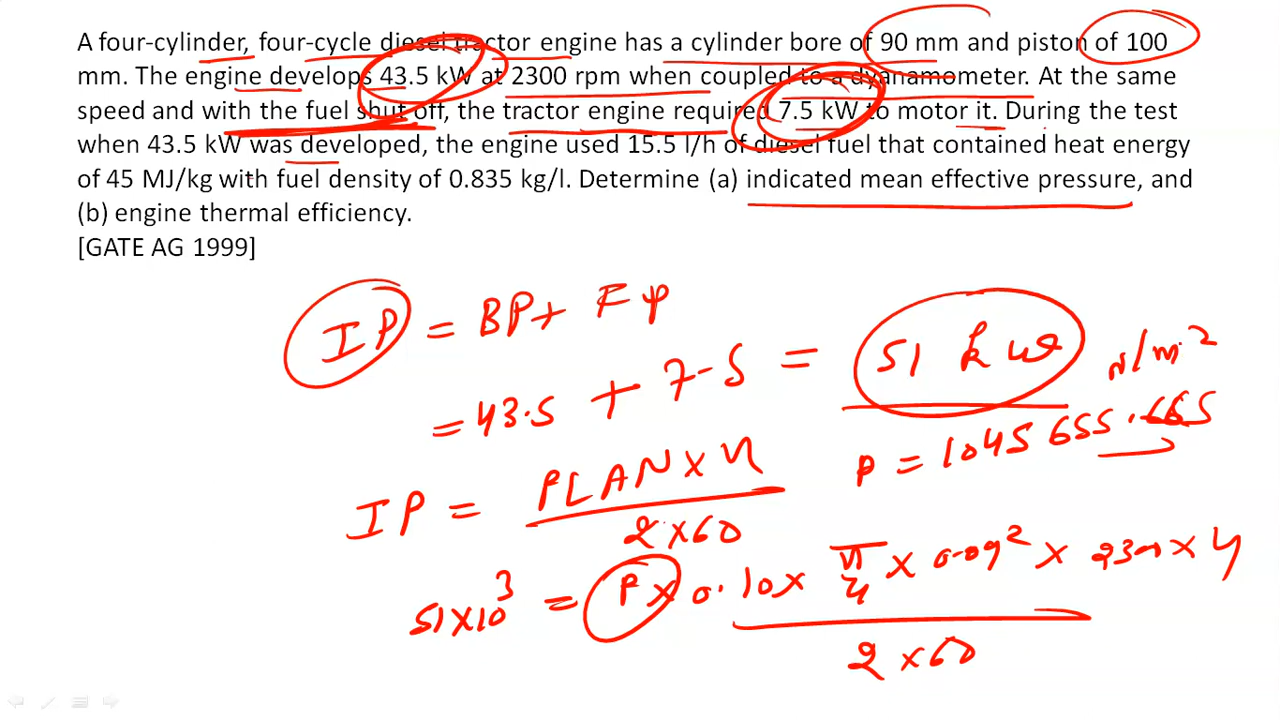 A four-cylinder, four-cycle diesel tractor engine has a cylinder bore of 90 mm and piston of 100
mm. The engine develops 43.5 kW at 2300 rpm when coupled to a dyanamometer. At the same
speed and with the fuel shut off, the tractor engine required 7.5 kW to motor it. During the test
when 43.5 kW was developed, the engine used 15.5 l/h of diesel fuel that contained heat energy
of 45 MJ/kg with fuel density of 0.835 kg/l. Determine (a) indicated mean effective pressure, and
(b) engine thermal efficiency.
[GATE AG 1999]
IP = BP + FP
= 43.5 + 7.5 = 51 kw
N/m²
P = 1045655.665
IP = PLAN × n / 2×60
51×10³ = P × 0.10 × π/4 × 0.09² × 2300 × 4 / 2 × 60